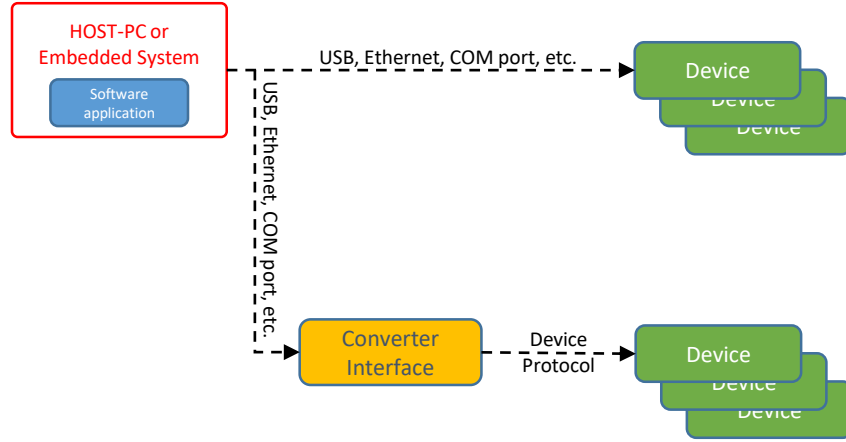 HOST-PC or
Embedded System
Software
application
USB, Ethernet, COM port, etc.
Device
Device
Device
USB, Ethernet, COM port, etc.
Converter
Interface
Device
Protocol
Device
Device
Device